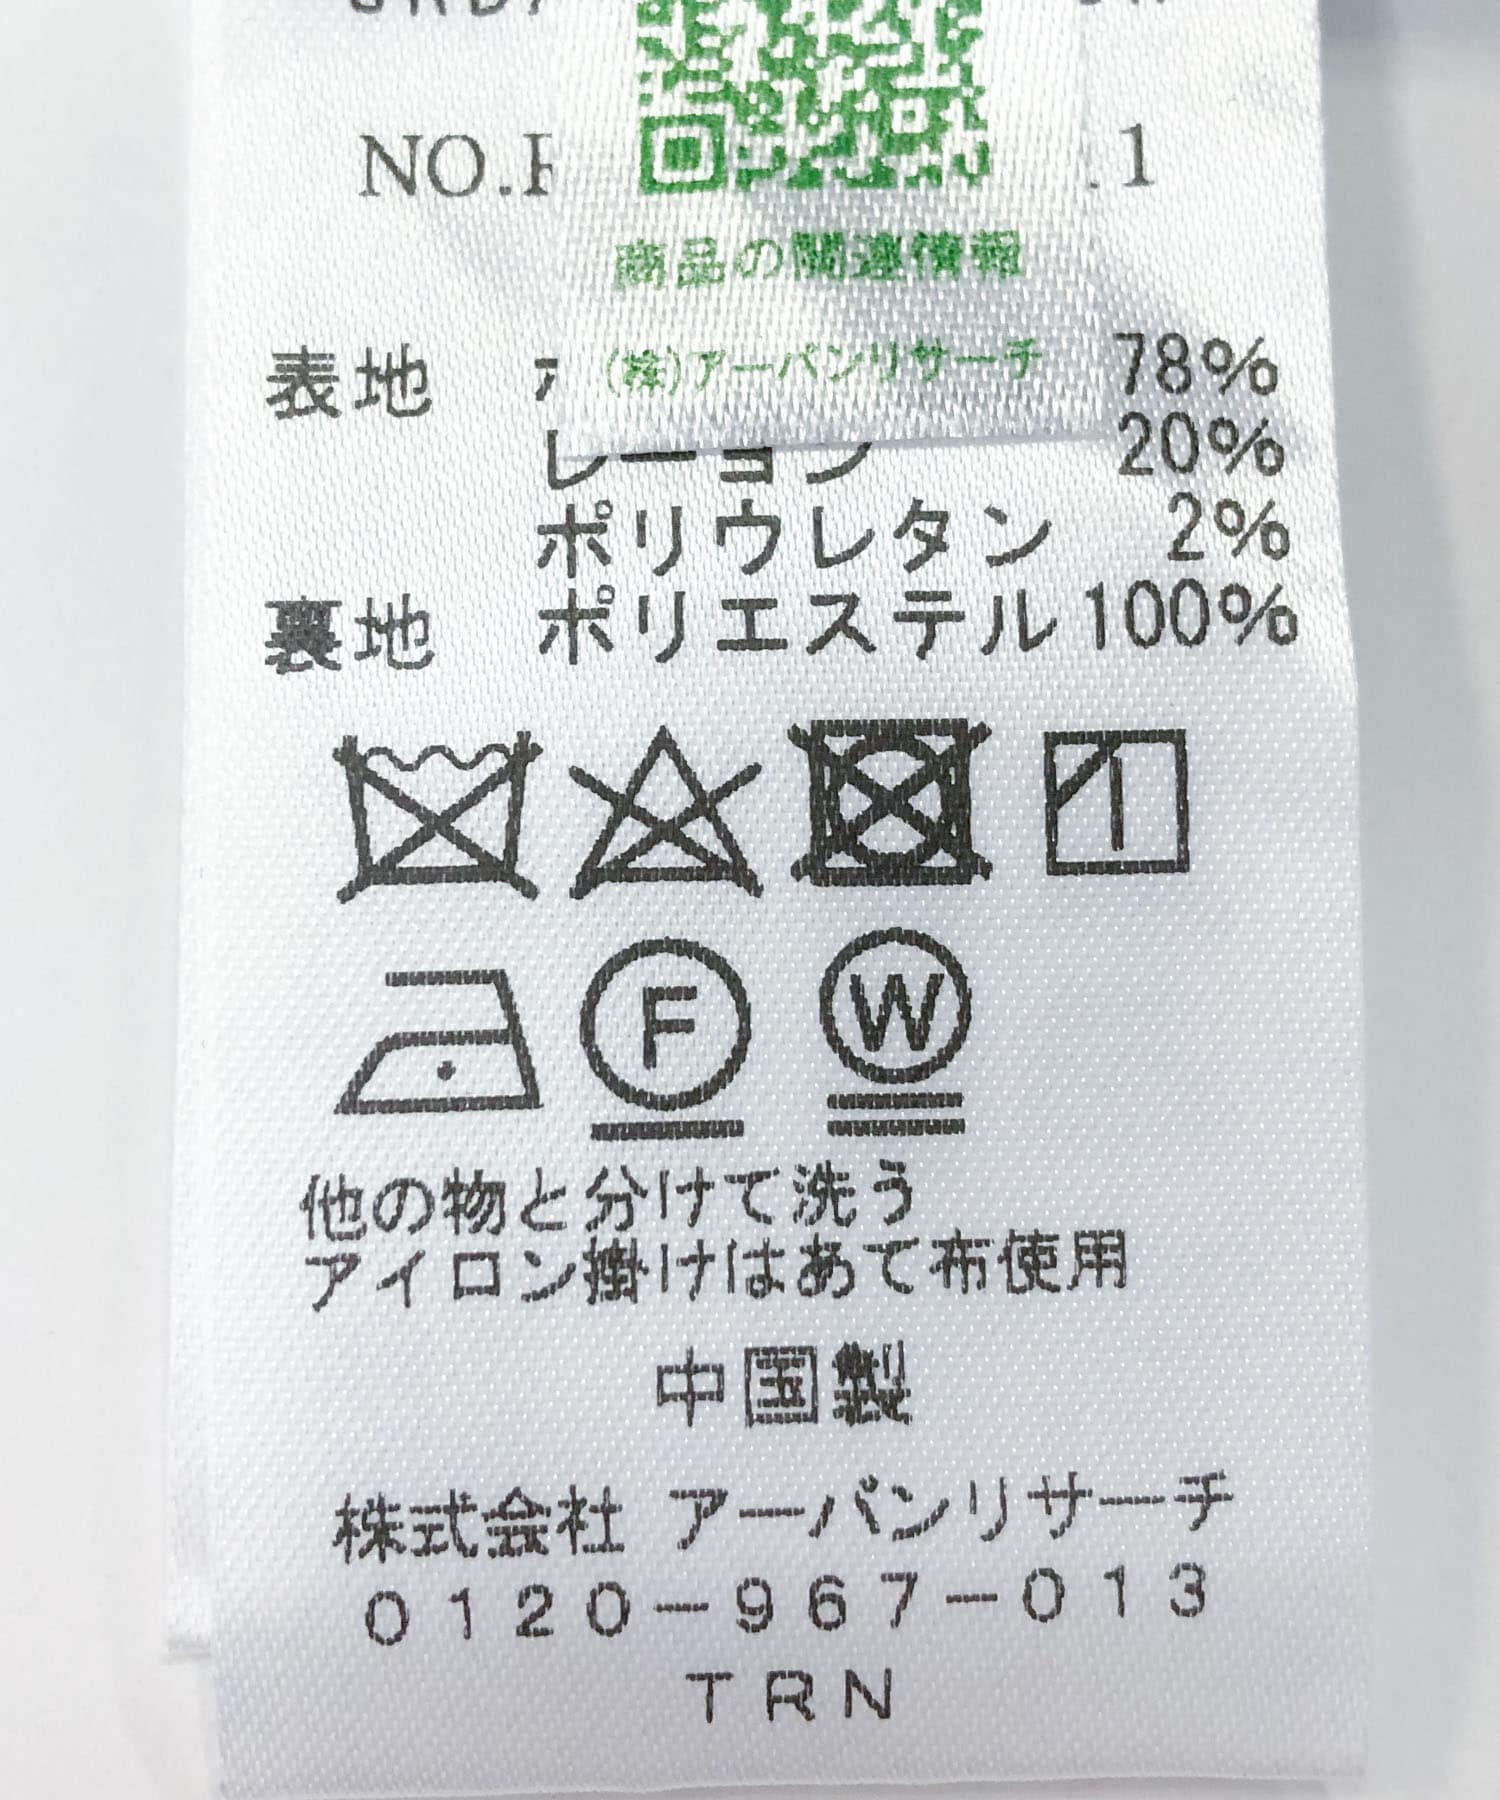 商品の関連情報
(株)アーバンリサーチ
表地 78%
レーヨン 20%
ポリウレタン 2%
裏地 ポリエステル 100%
F W
他の物と分けて洗う
アイロン掛けはあて布使用
中国製
株式会社 アーバンリサーチ
0120-967-013
TRN